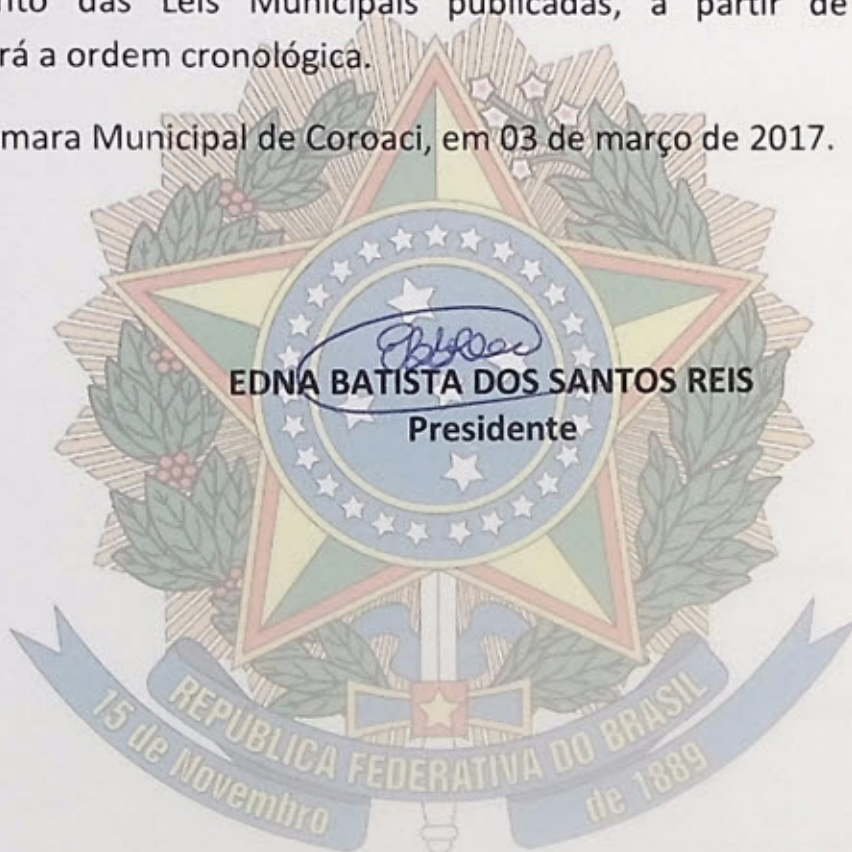 das Leis Municipais publicadas, a partir de
rá a ordem cronológica.
mara Municipal de Coroaci, em 03 de março de 2017.
EDNA BATISTA DOS SANTOS REIS
Presidente
REPUBLICA FEDERATIVA DO BRASIL
15 de Novembro de 1889